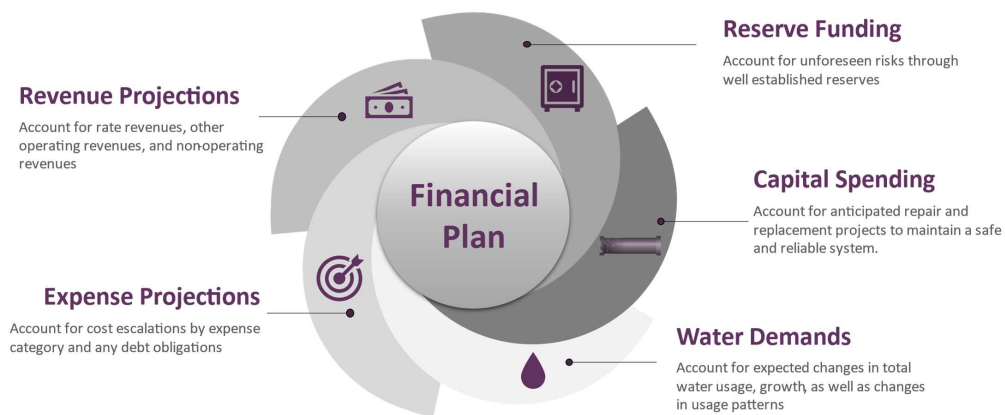 Reserve Funding
Account for unforeseen risks through
well established reserves
Revenue Projections
Account for rate revenues, other
operating revenues, and non-operating
revenues
Financial
Plan
Capital Spending
Account for anticipated repair and
replacement projects to maintain a safe
and reliable system.
Expense Projections
Account for cost escalations by expense
category and any debt obligations
Water Demands
Account for expected changes in total
water usage, growth, as well as changes
in usage patterns